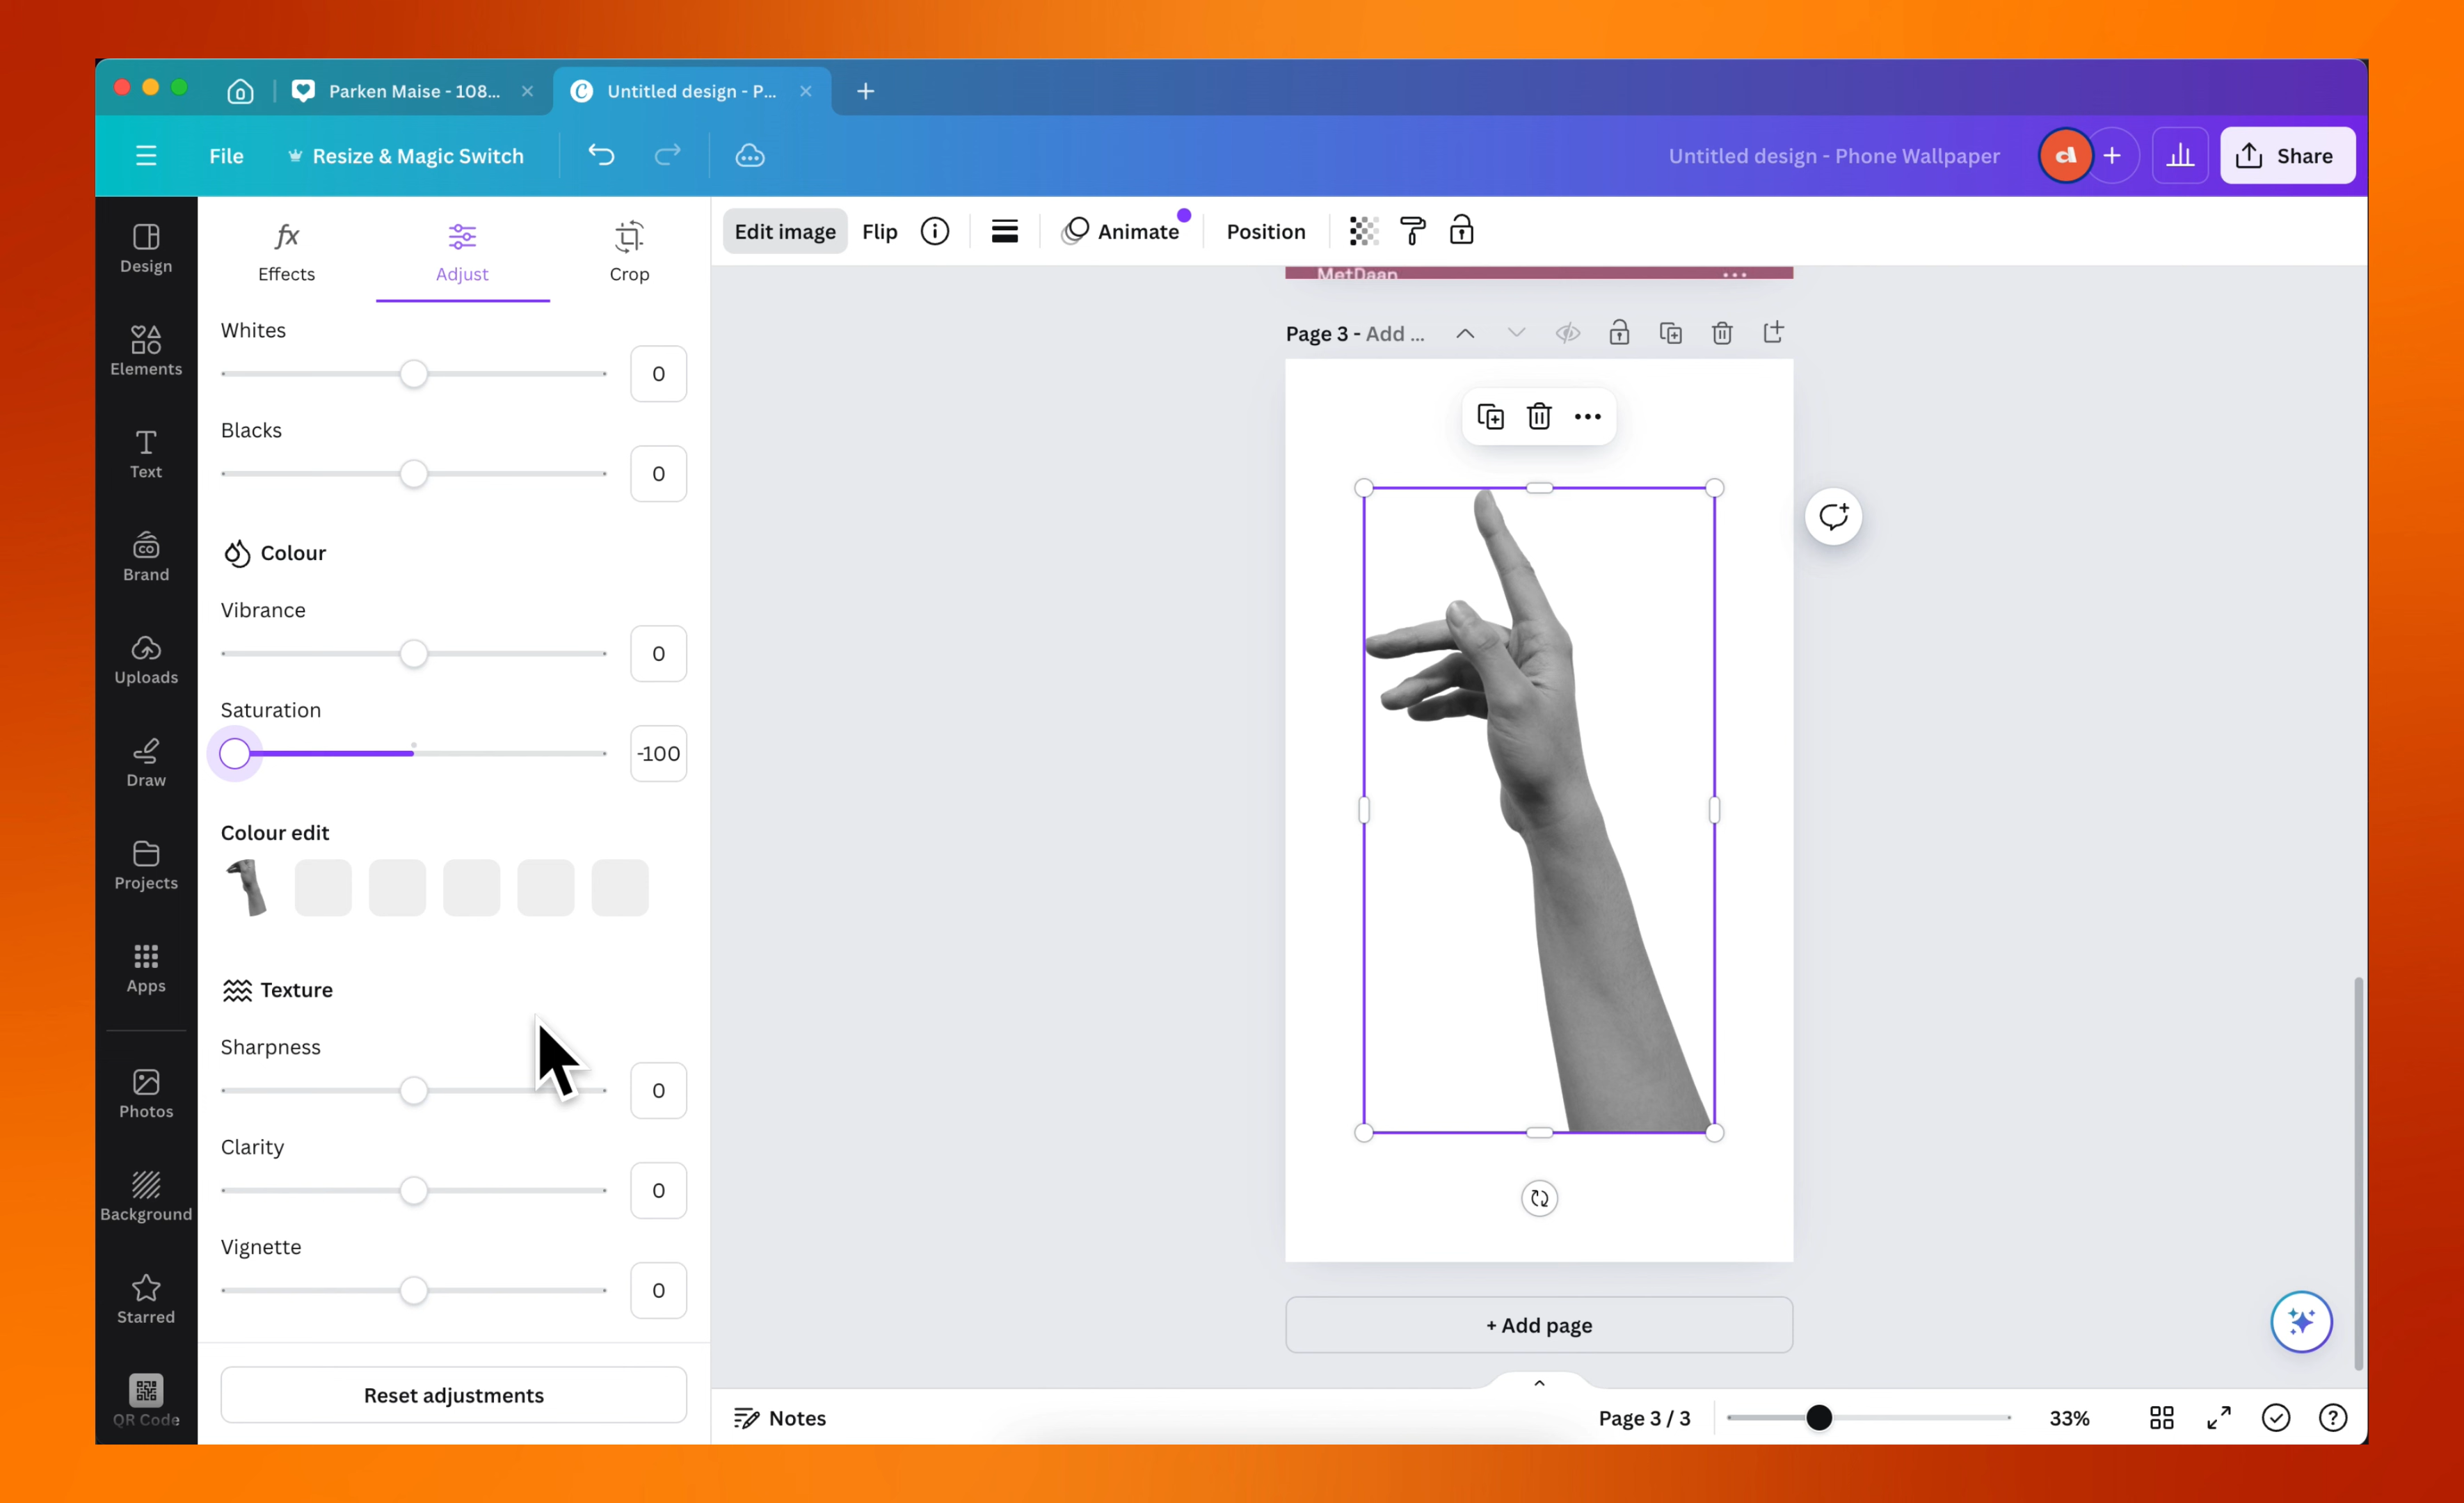 Parken Maise - 108...
Untitled design - P...
File
Resize & Magic Switch
Untitled design - Phone Wallpaper
Share
Design
Elements
Text
CO
Brand
Uploads
Draw
Projects
Apps
Photos
Background
Starred
QR Code
fx
Effects
Adjust
Crop
Whites
0
Blacks
0
Colour
Vibrance
0
Saturation
-100
Colour edit
Texture
Sharpness
0
Clarity
0
Vignette
0
Reset adjustments
Edit image
Flip
Animate
Position
MetDaan
Page 3 - Add ...
+ Add page
Notes
Page 3 / 3
33%